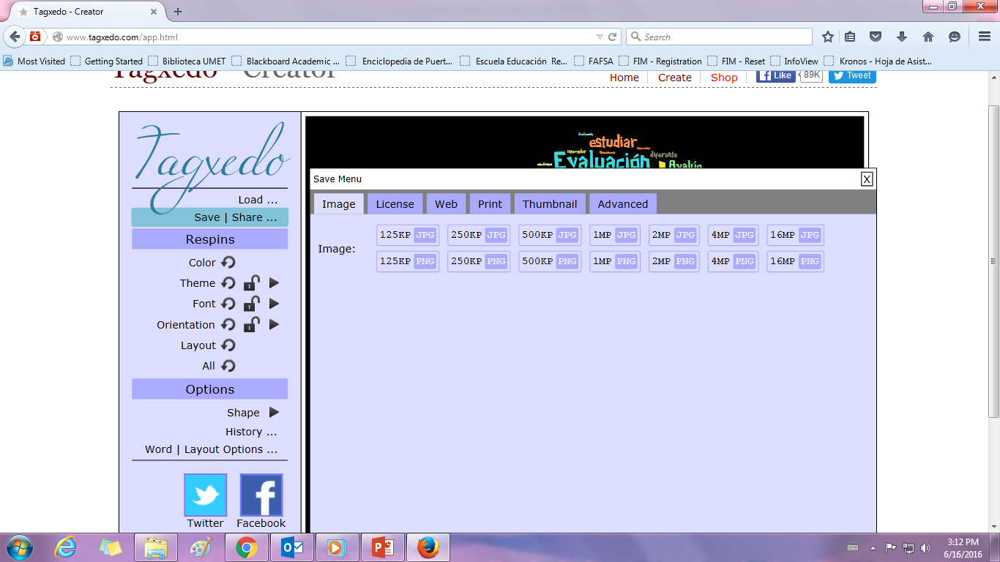 Tagxedo - Creator
www.tagxedo.com/app.html
Search
Most Visited Getting Started Biblioteca UMET Blackboard Academic ... Enciclopedia de Puert... Escuela Educación Re... FAFSA FIM - Registration FIM - Reset InfoView Kronos - Hoja de Asist...
Tagxedo Creator
Home Create Shop Like 89K Tweet
Tagxedo
estudiar
diferente
Evaluación Avalúo
Save Menu X
Image License Web Print Thumbnail Advanced
Image:
125KP JPG 250KP JPG 500KP JPG 1MP JPG 2MP JPG 4MP JPG 16MP JPG
125KP PNG 250KP PNG 500KP PNG 1MP PNG 2MP PNG 4MP PNG 16MP PNG
Load ...
Save | Share ...
Respins
Color
Theme
Font
Orientation
Layout
All
Options
Shape
History ...
Word | Layout Options ...
Twitter Facebook
3:12 PM
6/16/2016